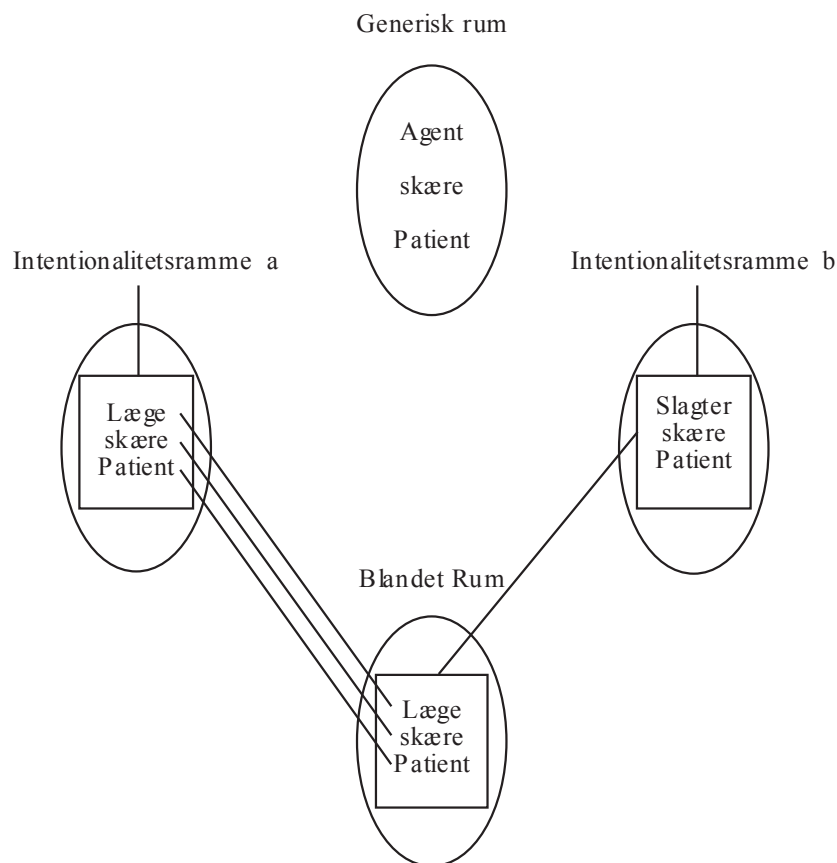 Generisk rum
Agent
skære
Patient
Intentionalitetsramme a
Intentionalitetsramme b
Læge
skære
Patient
Slagter
skære
Patient
Blandet Rum
Læge
skære
Patient